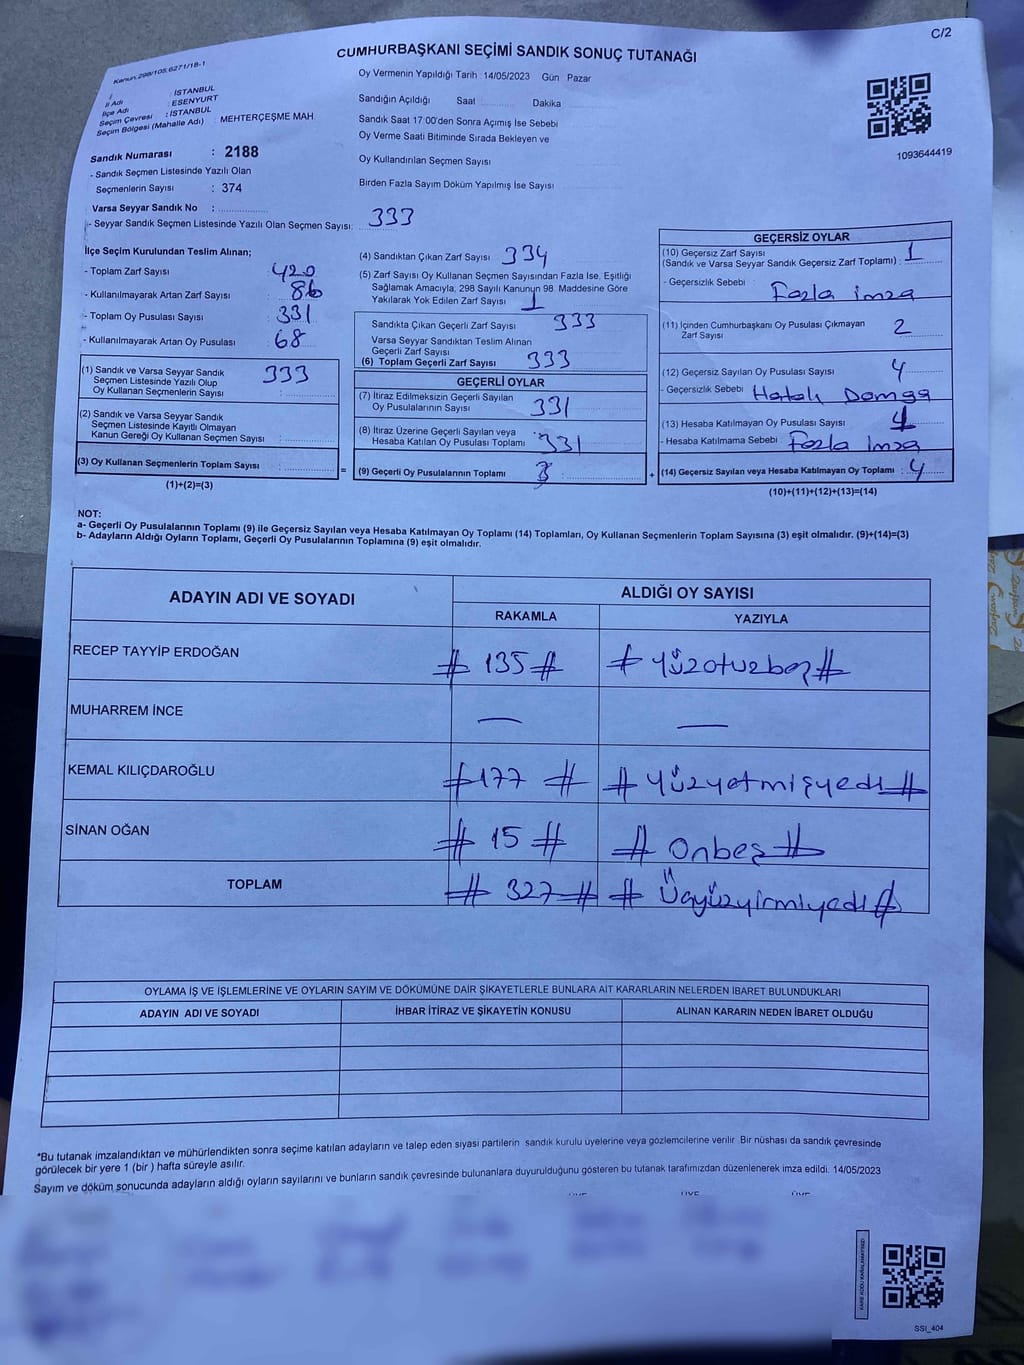 C/2
CUMHURBAŞKANI SEÇİMİ SANDIK SONUÇ TUTANAĞI
Kanun.298/105,6271/18-1
İl Adı : İSTANBUL
İlçe Adı : ESENYURT
Seçim Çevresi : İSTANBUL
Seçim Bölgesi (Mahalle Adı) MEHTERÇEŞME MAH
Sandık Numarası : 2188
- Sandık Seçmen Listesinde Yazılı Olan
Seçmenlerin Sayısı : 374
Varsa Seyyar Sandık No :
- Seyyar Sandık Seçmen Listesinde Yazılı Olan Seçmen Sayısı: 333
Oy Vermenin Yapıldığı Tarih 14/05/2023 Gün Pazar
Sandığın Açıldığı Saat Dakika
Sandık Saat 17:00'den Sonra Açımış İse Sebebi
Oy Verme Saati Bitiminde Sırada Bekleyen ve
Oy Kullandırılan Seçmen Sayısı
Birden Fazla Sayım Döküm Yapılmış İse Sayısı
1093644419
İlçe Seçim Kurulundan Teslim Alınan;
- Toplam Zarf Sayısı 420
- Kullanılmayarak Artan Zarf Sayısı : 86
- Toplam Oy Pusulası Sayısı : 331
- Kullanılmayarak Artan Oy Pusulası : 68
(1) Sandık ve Varsa Seyyar Sandık
Seçmen Listesinde Yazılı Olup
Oy Kullanan Seçmenlerin Sayısı : 333
(2) Sandık ve Varsa Seyyar Sandık
Seçmen Listesinde Kayıtlı Olmayan
Kanun Gereği Oy Kullanan Seçmen Sayısı :
(3) Oy Kullanan Seçmenlerin Toplam Sayısı :
(1)+(2)=(3)
=
(4) Sandıktan Çıkan Zarf Sayısı : 334
(5) Zarf Sayısı Oy Kullanan Seçmen Sayısından Fazla İse, Eşitliği
Sağlamak Amacıyla, 298 Sayılı Kanunun 98. Maddesine Göre
Yakılarak Yok Edilen Zarf Sayısı : 1
Sandıkta Çıkan Geçerli Zarf Sayısı 333
Varsa Seyyar Sandıktan Teslim Alınan
Geçerli Zarf Sayısı :
(6) Toplam Geçerli Zarf Sayısı 333
GEÇERLİ OYLAR
(7) İtiraz Edilmeksizin Geçerli Sayılan
Oy Pusulalarının Sayısı : 331
(8) İtiraz Üzerine Geçerli Sayılan veya
Hesaba Katılan Oy Pusulası Toplamı : 331
(9) Geçerli Oy Pusulalarının Toplamı
+
GEÇERSİZ OYLAR
(10) Geçersiz Zarf Sayısı
(Sandık ve Varsa Seyyar Sandık Geçersiz Zarf Toplamı) : 1
- Geçersizlik Sebebi : Fazla imza
(11) İçinden Cumhurbaşkanı Oy Pusulası Çıkmayan
Zarf Sayısı 2
(12) Geçersiz Sayılan Oy Pusulası Sayısı 4
- Geçersizlik Sebebi : Hatalı Damga
(13) Hesaba Katılmayan Oy Pusulası Sayısı :
- Hesaba Katılmama Sebebi : Fazla imza
(14) Geçersiz Sayılan veya Hesaba Katılmayan Oy Toplamı : 4
(10)+(11)+(12)+(13)=(14)
NOT:
a- Geçerli Oy Pusulalarının Toplamı (9) ile Geçersiz Sayılan veya Hesaba Katılmayan Oy Toplamı (14) Toplamları, Oy Kullanan Seçmenlerin Toplam Sayısına (3) eşit olmalıdır. (9)+(14)=(3)
b- Adayların Aldığı Oyların Toplamı, Geçerli Oy Pusulalarının Toplamına (9) eşit olmalıdır.
ADAYIN ADI VE SOYADI ALDIĞI OY SAYISI
RAKAMLA YAZIYLA
RECEP TAYYİP ERDOĞAN # 135 # # Yüzotuzbeş #
MUHARREM İNCE — —
KEMAL KILIÇDAROĞLU # 177 # # Yüzyetmişyedi #
SİNAN OĞAN # 15 # # Onbeş #
TOPLAM # 327 # # Üçyüzyirmiyedi #
OYLAMA İŞ VE İŞLEMLERİNE VE OYLARIN SAYIM VE DÖKÜMÜNE DAİR ŞİKAYETLERLE BUNLARA AİT KARARLARIN NELERDEN İBARET BULUNDUKLARI
ADAYIN ADI VE SOYADI İHBAR İTİRAZ VE ŞİKAYETİN KONUSU ALINAN KARARIN NEDEN İBARET OLDUĞU
*Bu tutanak imzalandıktan ve mühürlendikten sonra seçime katılan adayların ve talep eden siyasi partilerin sandık kurulu üyelerine veya gözlemcilerine verilir. Bir nüshası da sandık çevresinde
görülecek bir yere 1 (bir ) hafta süreyle asılır.
Sayım ve döküm sonucunda adayların aldığı oyların sayılarını ve bunların sandık çevresinde bulunanlara duyurulduğunu gösteren bu tutanak tarafımızdan düzenlenerek imza edildi. 14/05/2023
SSI_404